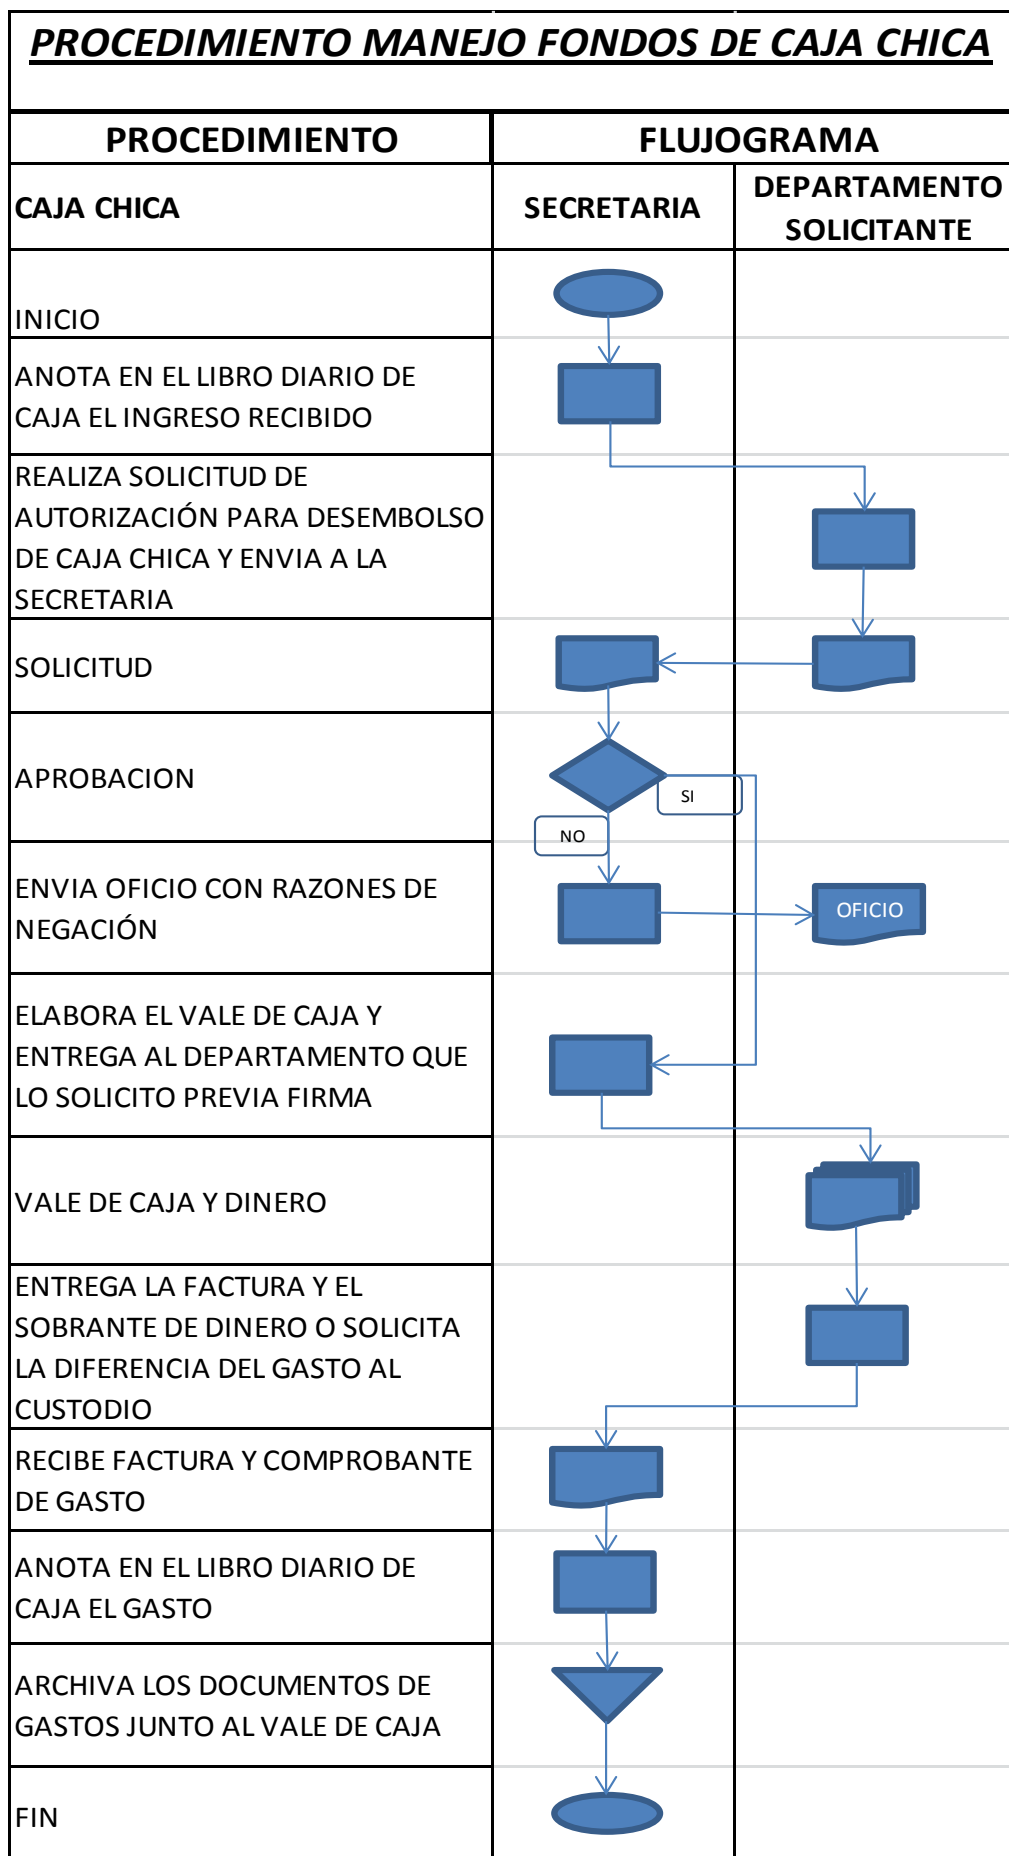 PROCEDIMIENTO MANEJO FONDOS DE CAJA CHICA
PROCEDIMIENTO
FLUJOGRAMA
CAJA CHICA
SECRETARIA
DEPARTAMENTO
SOLICITANTE
INICIO
ANOTA EN EL LIBRO DIARIO DE
CAJA EL INGRESO RECIBIDO
REALIZA SOLICITUD DE
AUTORIZACIÓN PARA DESEMBOLSO
DE CAJA CHICA Y ENVIA A LA
SECRETARIA
SOLICITUD
APROBACION
SI
NO
ENVIA OFICIO CON RAZONES DE
NEGACIÓN
OFICIO
ELABORA EL VALE DE CAJA Y
ENTREGA AL DEPARTAMENTO QUE
LO SOLICITO PREVIA FIRMA
VALE DE CAJA Y DINERO
ENTREGA LA FACTURA Y EL
SOBRANTE DE DINERO O SOLICITA
LA DIFERENCIA DEL GASTO AL
CUSTODIO
RECIBE FACTURA Y COMPROBANTE
DE GASTO
ANOTA EN EL LIBRO DIARIO DE
CAJA EL GASTO
ARCHIVA LOS DOCUMENTOS DE
GASTOS JUNTO AL VALE DE CAJA
FIN